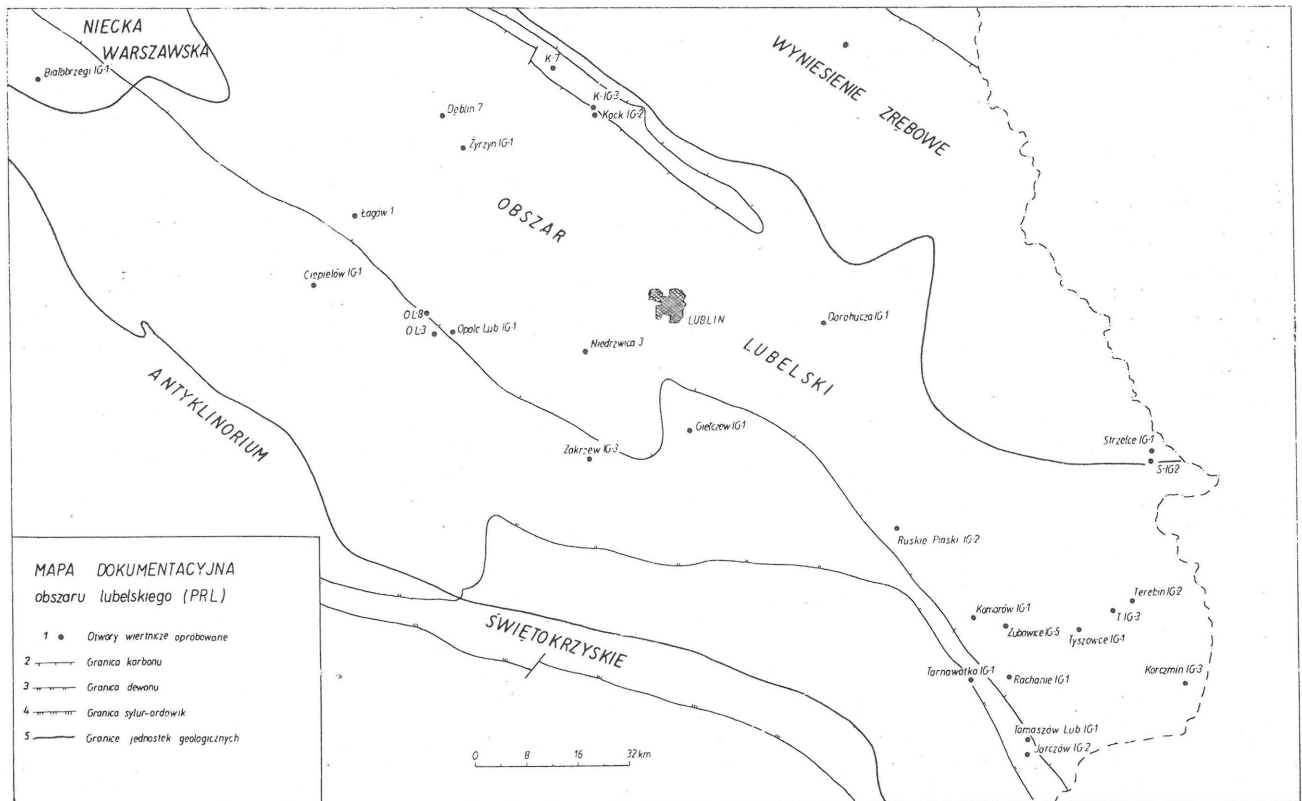 NIECKA
WARSZAWSKA
Białobrzegi IG-1
WYNIESIENIE ZRĘBOWE
K-7
K-IG-3
Kock IG-2
Dęblin 7
Żyrzyn IG-1
OBSZAR
Łagów 1
Ciepielów IG-1
OL-8
OL-3
Opole Lub IG-1
LUBLIN
Niedrzwica 3
Dorohucza IG-1
LUBELSKI
ANTYKLINORIUM
Giełczew IG-1
Zakrzew IG-3
Strzelce IG-1
S-IG2
Ruskie Piaski IG-2
Terebin IG-2
T IG-3
Komarów IG-1
Zubowice IG-5
Tyszowce IG-1
ŚWIĘTOKRZYSKIE
Tarnawatka IG-1
Rachanie IG1
Korczmin IG-3
Tomaszów Lub IG-1
Jarczów IG-2
MAPA DOKUMENTACYJNA
obszaru lubelskiego (PRL)
1 Otwory wiertnicze opróbowane
2 Granica karbonu
3 Granica dewonu
4 Granica sylur-ordowik
5 Granice jednostek geologicznych
0 8 16 32 km